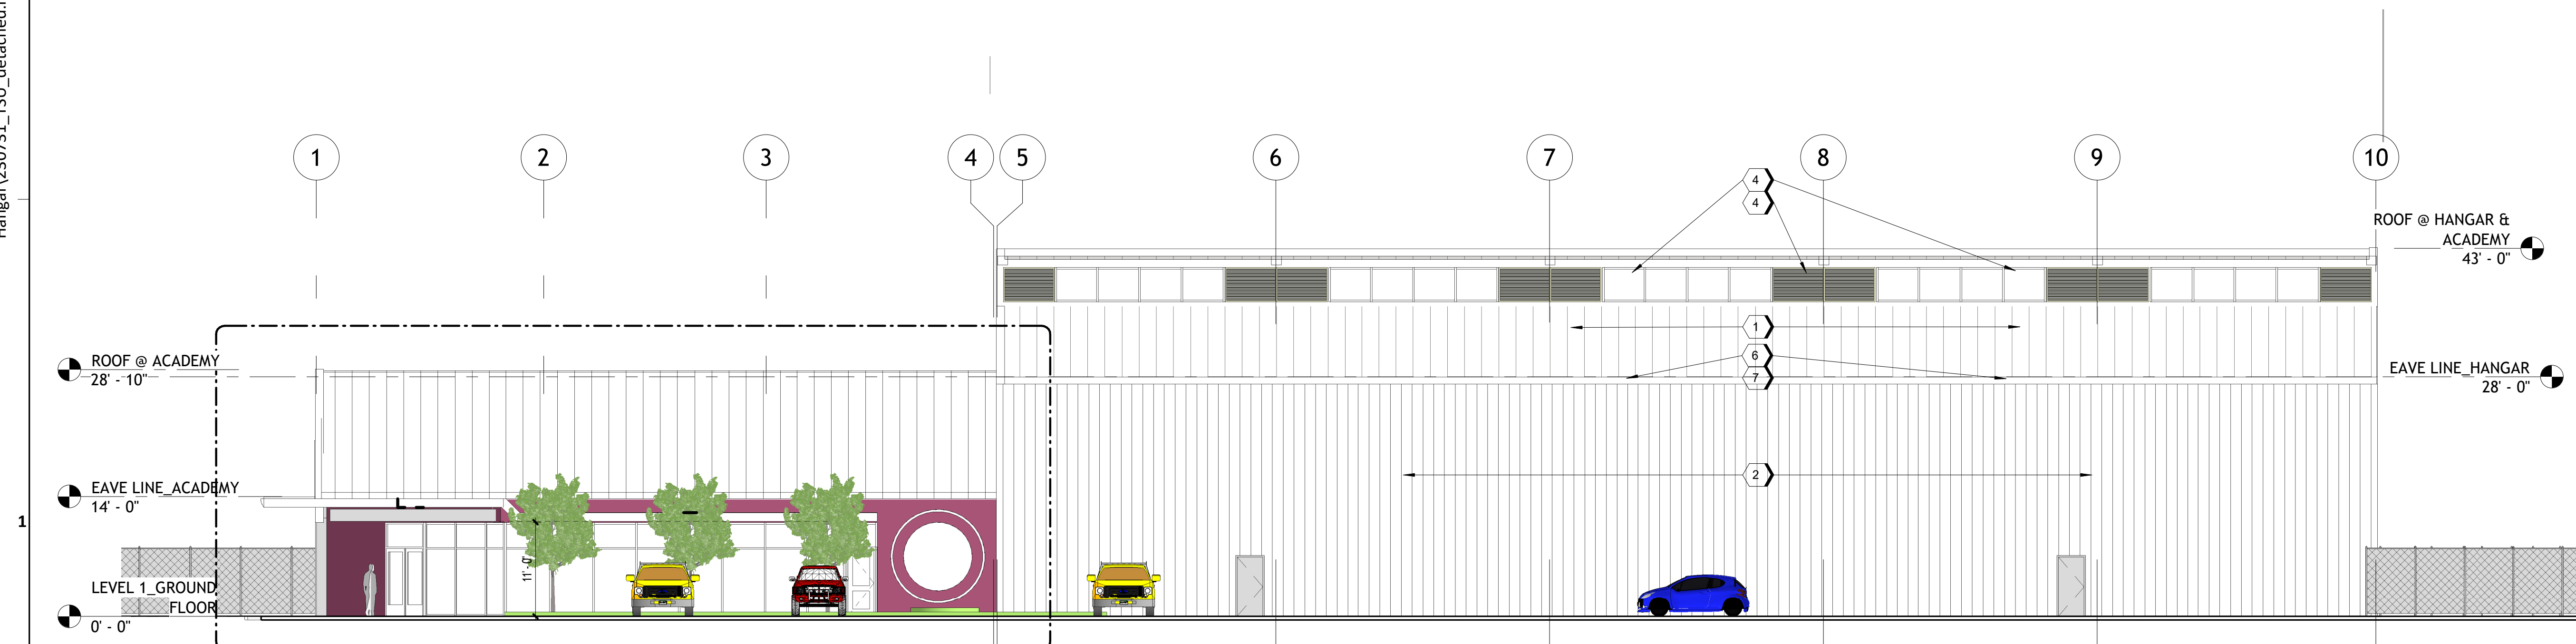 Hangar\230731_TSU_detached.r
1
2
3
4
5
6
7
8
9
10
4
4
ROOF @ HANGAR &
ACADEMY
43' - 0"
1
6
7
ROOF @ ACADEMY
28' - 10"
EAVE LINE_HANGAR
28' - 0"
2
EAVE LINE_ACADEMY
14' - 0"
1
11' - 0"
LEVEL 1_GROUND
FLOOR
0' - 0"